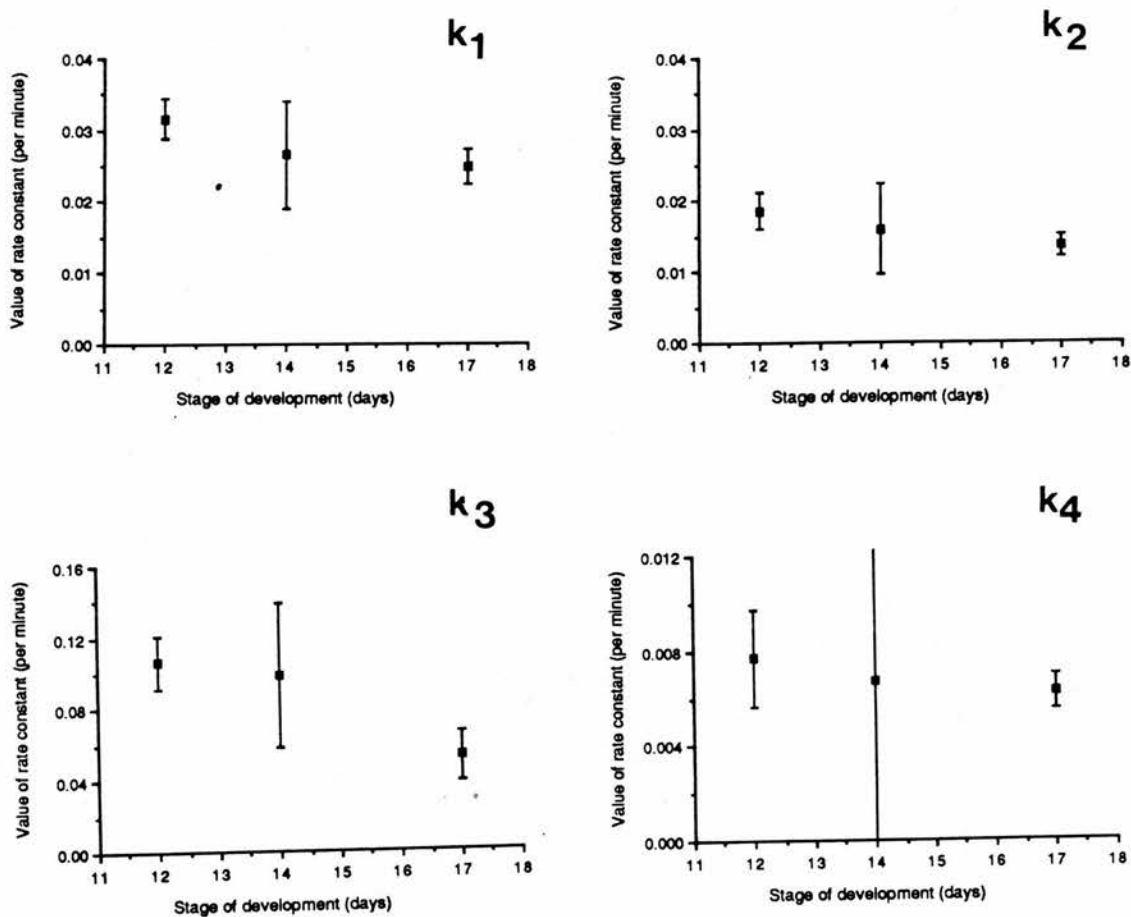 k1
Value of rate constant (per minute)
0.04
0.03
0.02
0.01
0.00
11 12 13 14 15 16 17 18
Stage of development (days)
k2
Value of rate constant (per minute)
0.04
0.03
0.02
0.01
0.00
11 12 13 14 15 16 17 18
Stage of development (days)
k3
Value of rate constant (per minute)
0.16
0.12
0.08
0.04
0.00
11 12 13 14 15 16 17 18
Stage of development (days)
k4
Value of rate constant (per minute)
0.012
0.008
0.004
0.000
11 12 13 14 15 16 17 18
Stage of development (days)